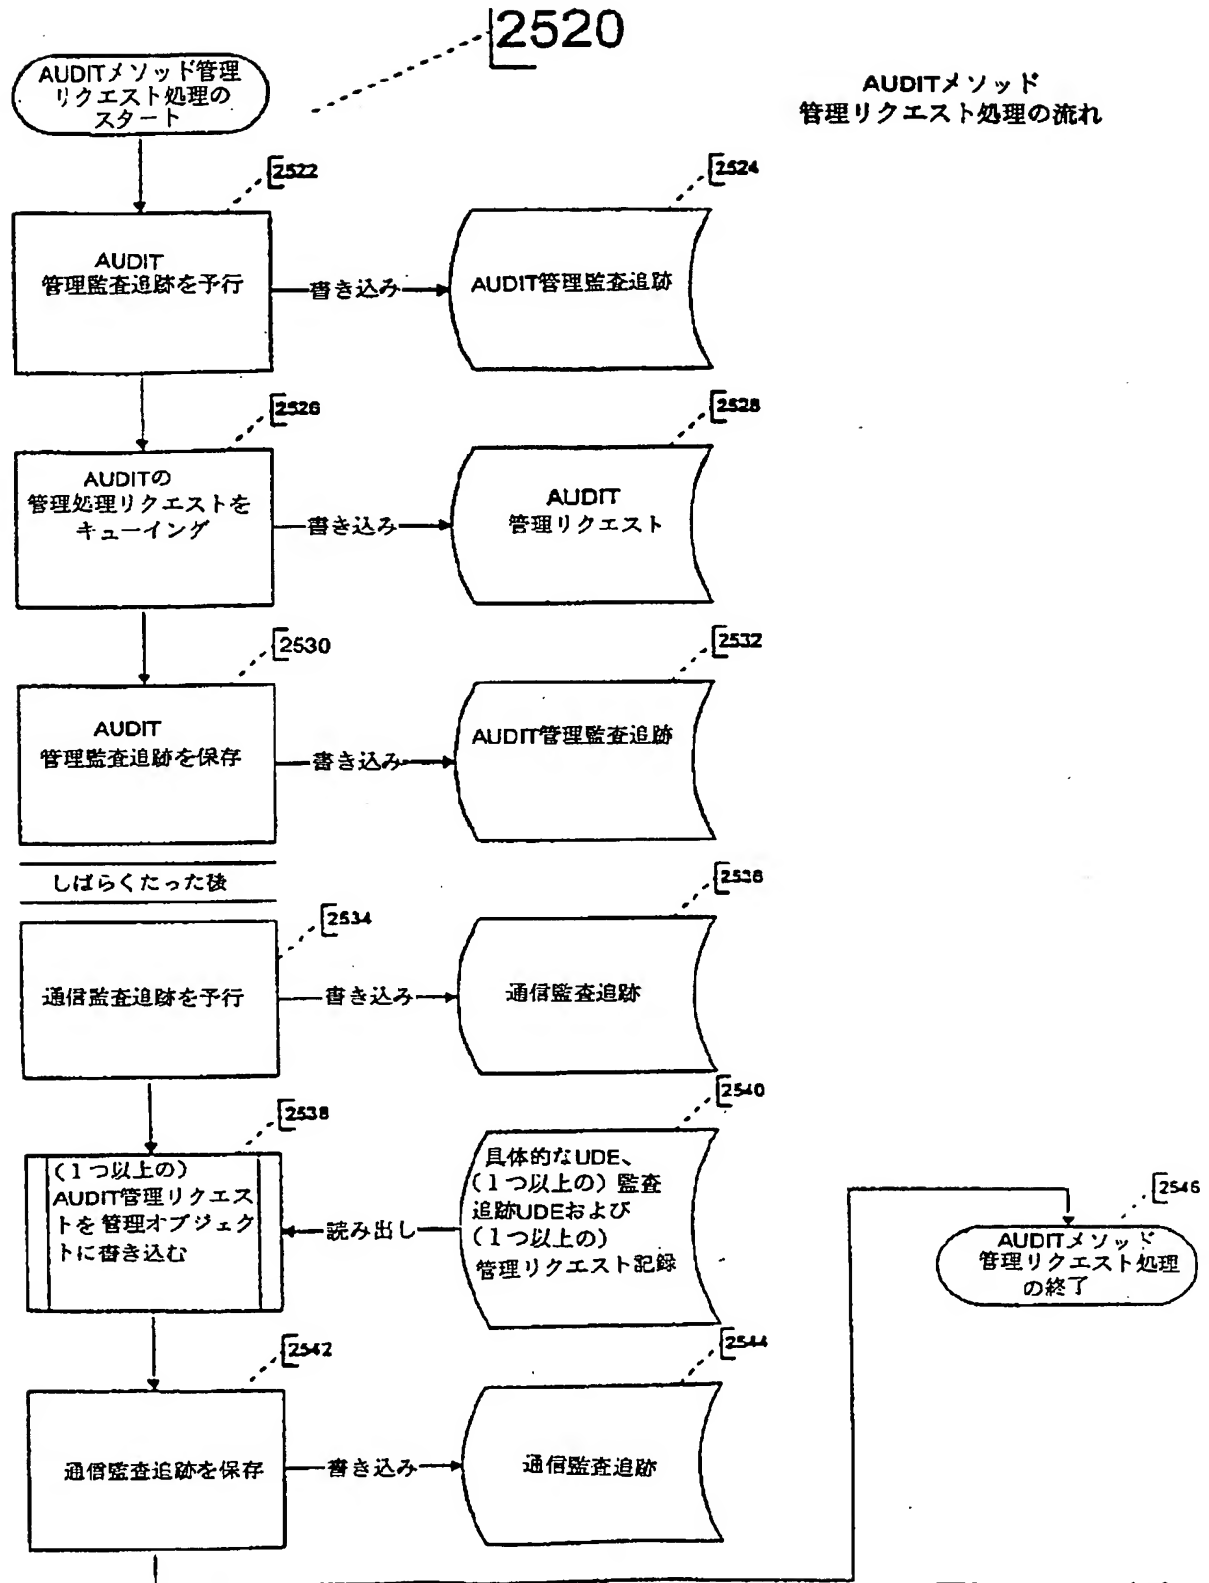 2520
AUDITメソッド管理
リクエスト処理の
スタート
AUDITメソッド
管理リクエスト処理の流れ
2522
2524
AUDIT
管理監査追跡を予行
書き込み
AUDIT管理監査追跡
2526
2528
AUDITの
管理処理リクエストを
キューイング
書き込み
AUDIT
管理リクエスト
2530
2532
AUDIT
管理監査追跡を保存
書き込み
AUDIT管理監査追跡
しばらくたった後
2534
2536
通信監査追跡を予行
書き込み
通信監査追跡
2538
2540
(1つ以上の)
AUDIT管理リクエス
トを管理オブジェク
トに書き込む
読み出し
具体的なUDE、
(1つ以上の)監査
追跡UDEおよび
(1つ以上の)
管理リクエスト記録
2546
AUDITメソッド
管理リクエスト処理
の終了
2542
2544
通信監査追跡を保存
書き込み
通信監査追跡